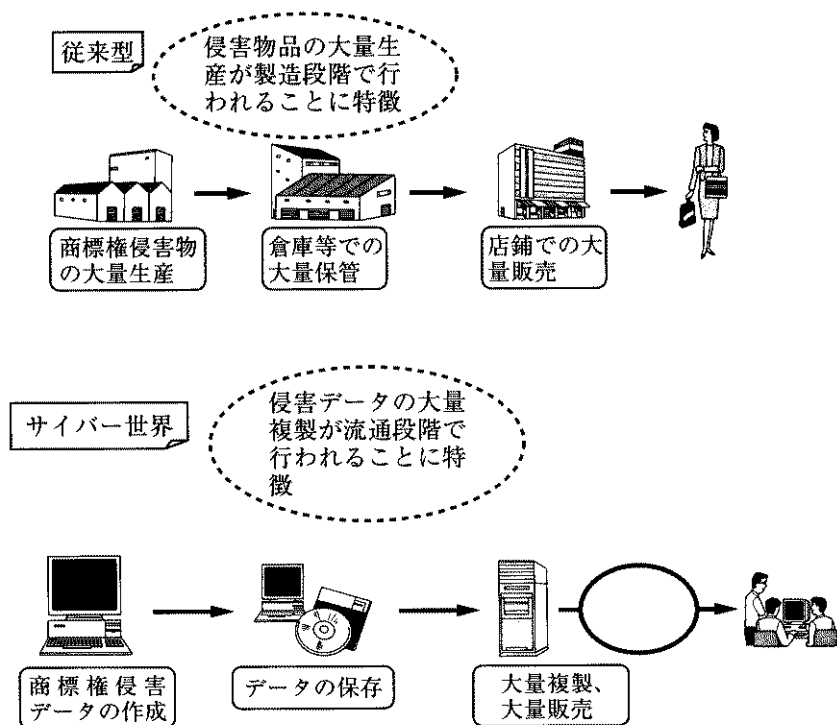 従来型
侵害物品の大量生
産が製造段階で行
われることに特徴
商標権侵害物
の大量生産
倉庫等での
大量保管
店舗での大
量販売
サイバー世界
侵害データの大量
複製が流通段階で
行われることに特
徴
商標権侵害
データの作成
データの保存
大量複製、
大量販売